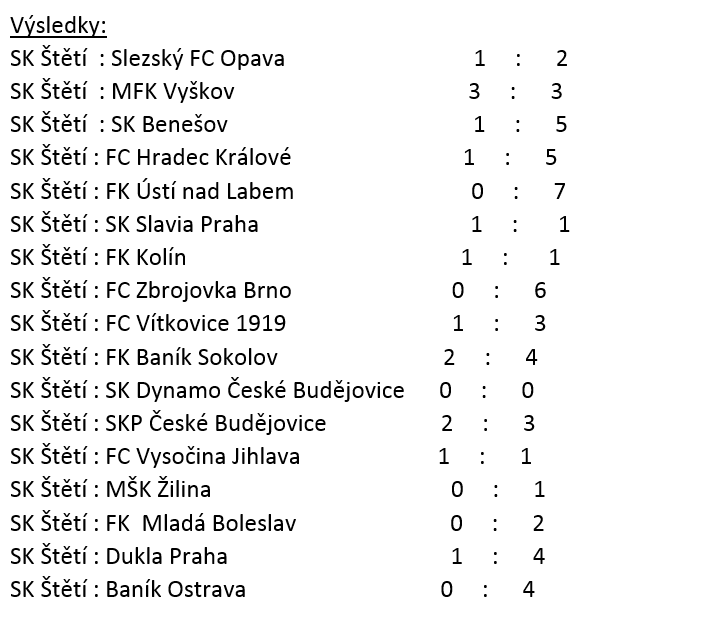 Výsledky:
SK Štětí : Slezský FC Opava 1 : 2
SK Štětí : MFK Vyškov 3 : 3
SK Štětí : SK Benešov 1 : 5
SK Štětí : FC Hradec Králové 1 : 5
SK Štětí : FK Ústí nad Labem 0 : 7
SK Štětí : SK Slavia Praha 1 : 1
SK Štětí : FK Kolín 1 : 1
SK Štětí : FC Zbrojovka Brno 0 : 6
SK Štětí : FC Vítkovice 1919 1 : 3
SK Štětí : FK Baník Sokolov 2 : 4
SK Štětí : SK Dynamo České Budějovice 0 : 0
SK Štětí : SKP České Budějovice 2 : 3
SK Štětí : FC Vysočina Jihlava 1 : 1
SK Štětí : MŠK Žilina 0 : 1
SK Štětí : FK Mladá Boleslav 0 : 2
SK Štětí : Dukla Praha 1 : 4
SK Štětí : Baník Ostrava 0 : 4